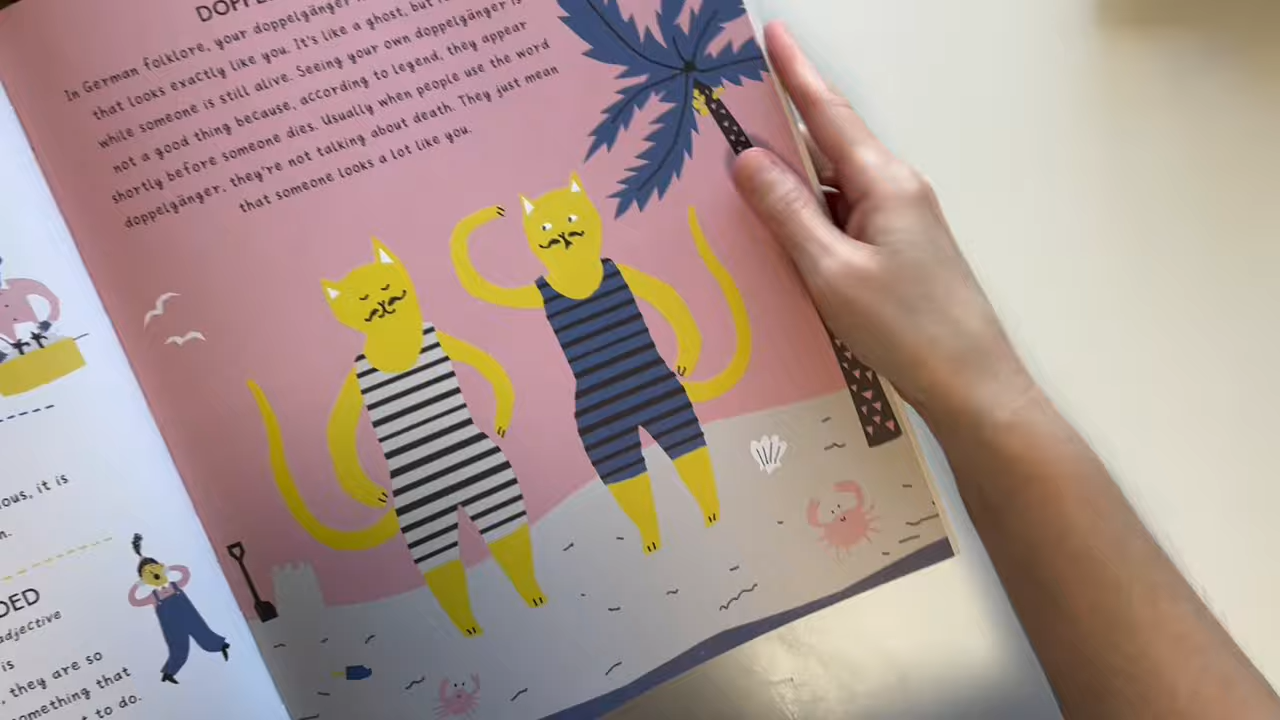 ous, it is
n.
DED
adjective
is
, they are so
omething that
t to do.
DOPPE
In German folklore, your doppelgänger
that looks exactly like you. It's like a ghost, but
while someone is still alive. Seeing your own doppelgänger is
not a good thing because, according to legend, they appear
shortly before someone dies. Usually when people use the word
doppelgänger, they're not talking about death. They just mean
that someone looks a lot like you.